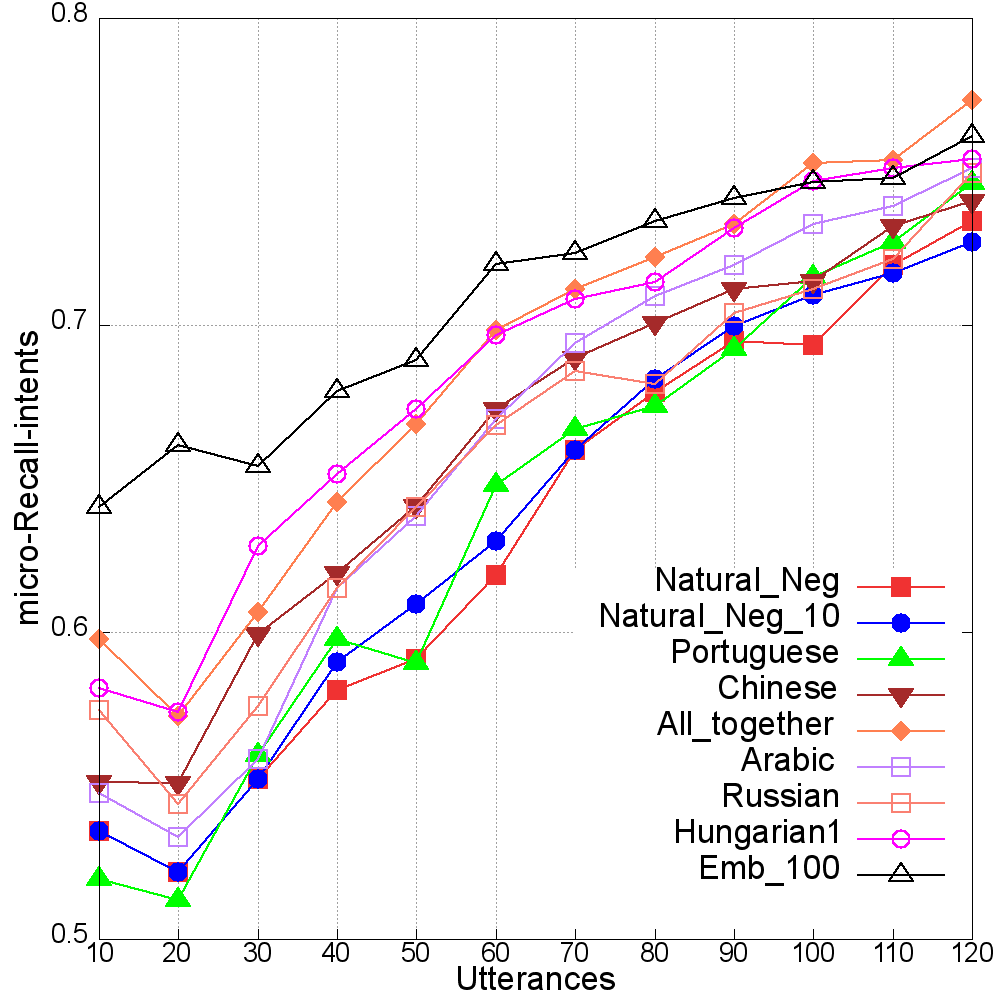 0.8
0.7
0.6
0.5
micro-Recall-intents
Natural_Neg
Natural_Neg_10
Portuguese
Chinese
All_together
Arabic
Russian
Hungarian1
Emb_100
10 20 30 40 50 60 70 80 90 100 110 120
Utterances